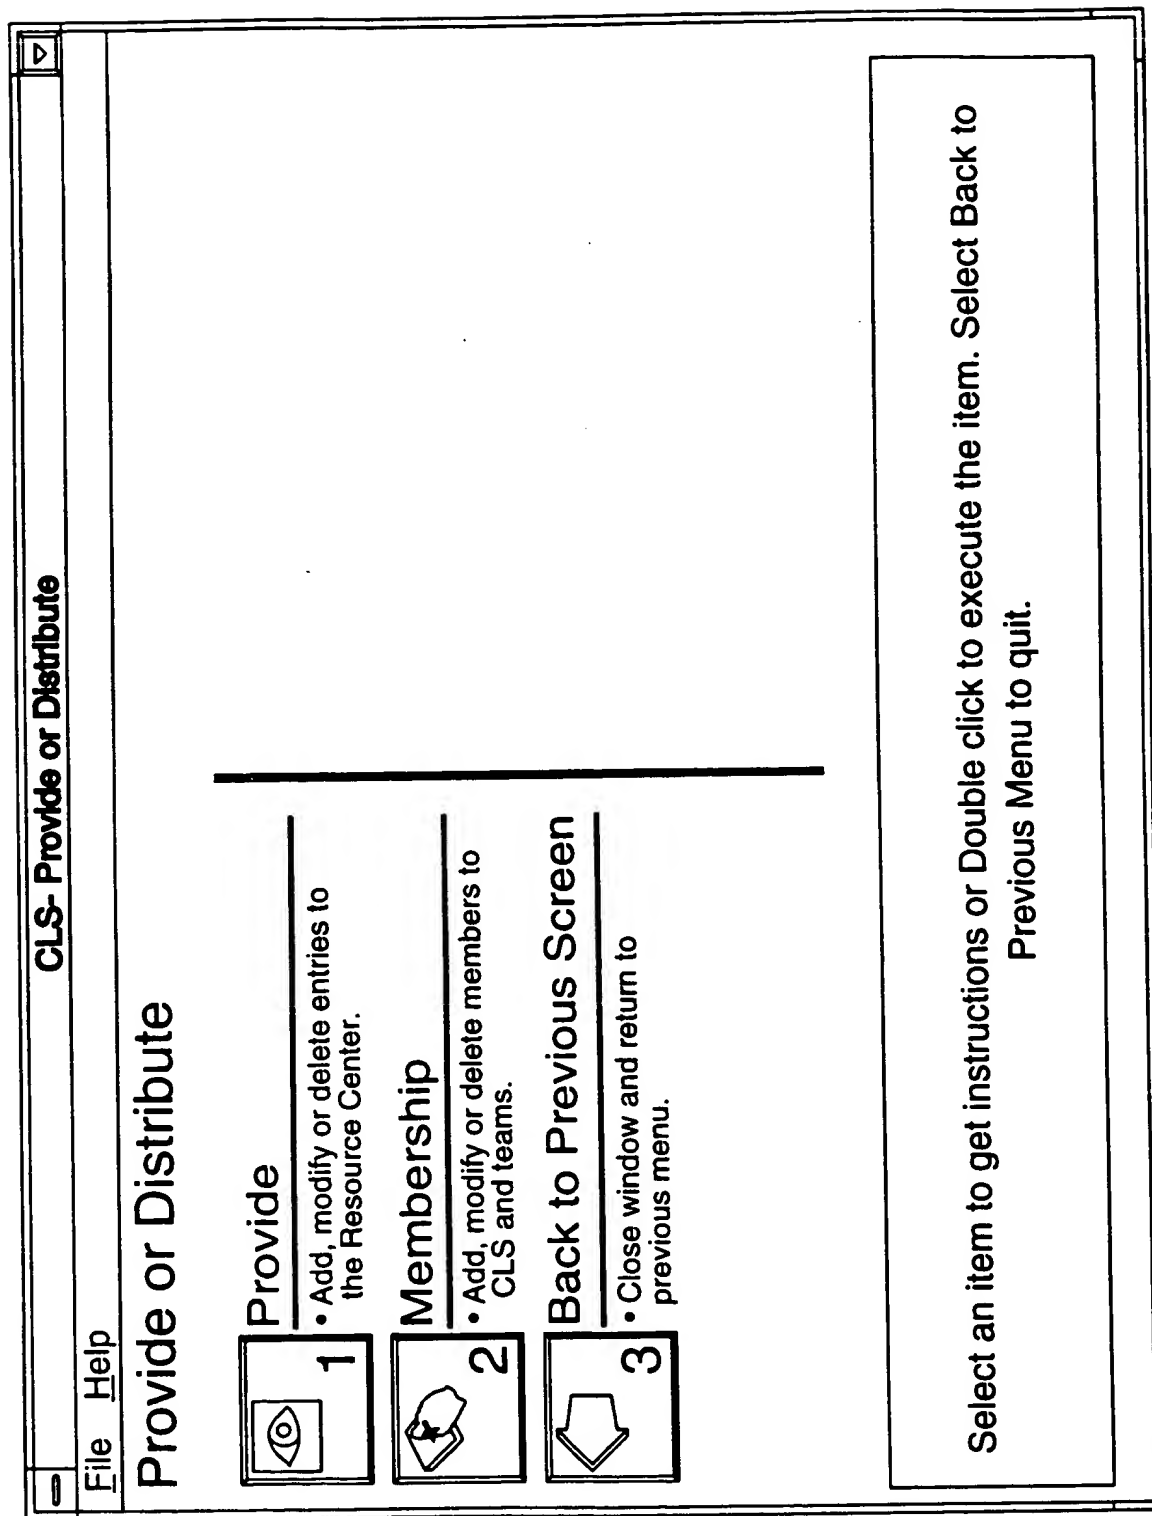 CLS- Provide or Distribute
File Help
Provide or Distribute
1
Provide
• Add, modify or delete entries to
the Resource Center.
2
Membership
• Add, modify or delete members to
CLS and teams.
3
Back to Previous Screen
• Close window and return to
previous menu.
Select an item to get instructions or Double click to execute the item. Select Back to
Previous Menu to quit.